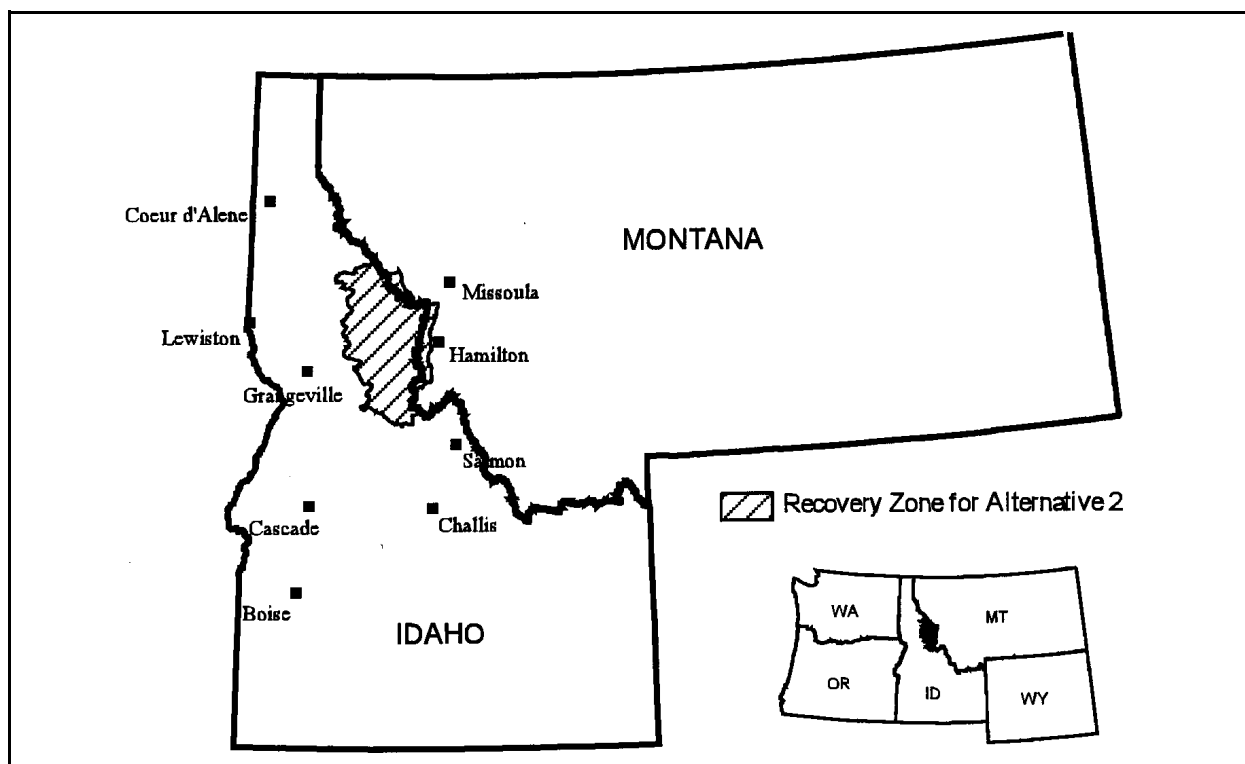 Coeur d'Alene
MONTANA
Missoula
Lewiston
Hamilton
Grangeville
Salmon
Recovery Zone for Alternative 2
Cascade
Challis
Boise
IDAHO
WA
MT
OR
ID
WY